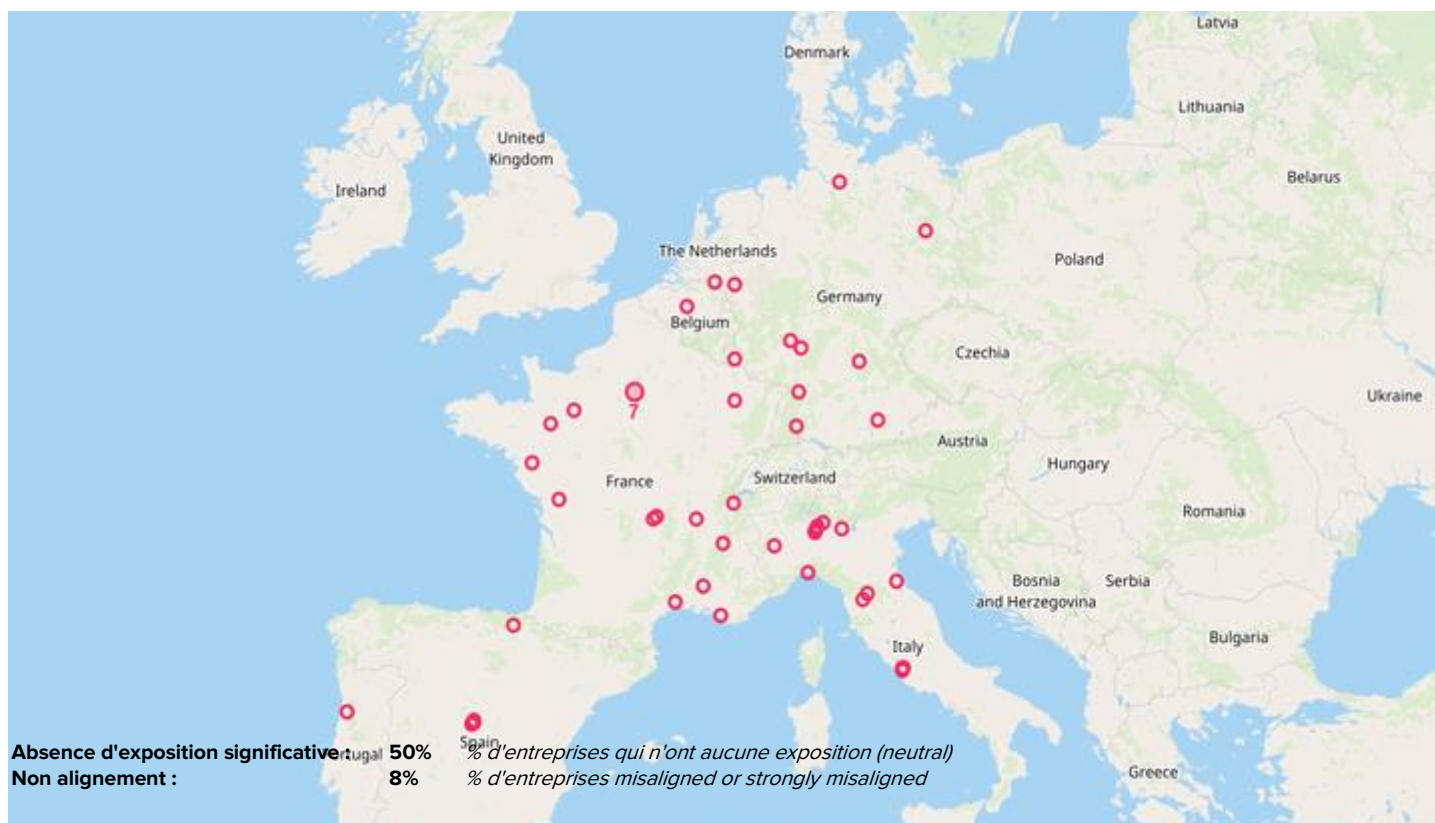 Latvia
Denmark
Lithuania
United
Kingdom
Belarus
Ireland
The Netherlands
Poland
Germany
Belgium
Czechia
Ukraine
7
Austria
Hungary
France
Switzerland
Romania
Bosnia
and Herzegovina
Serbia
Bulgaria
Italy
Spain
Absence d'exposition significative : 50% % d'entreprises qui n'ont aucune exposition (neutral)
Portugal
Non alignement : 8% % d'entreprises misaligned or strongly misaligned
Greece